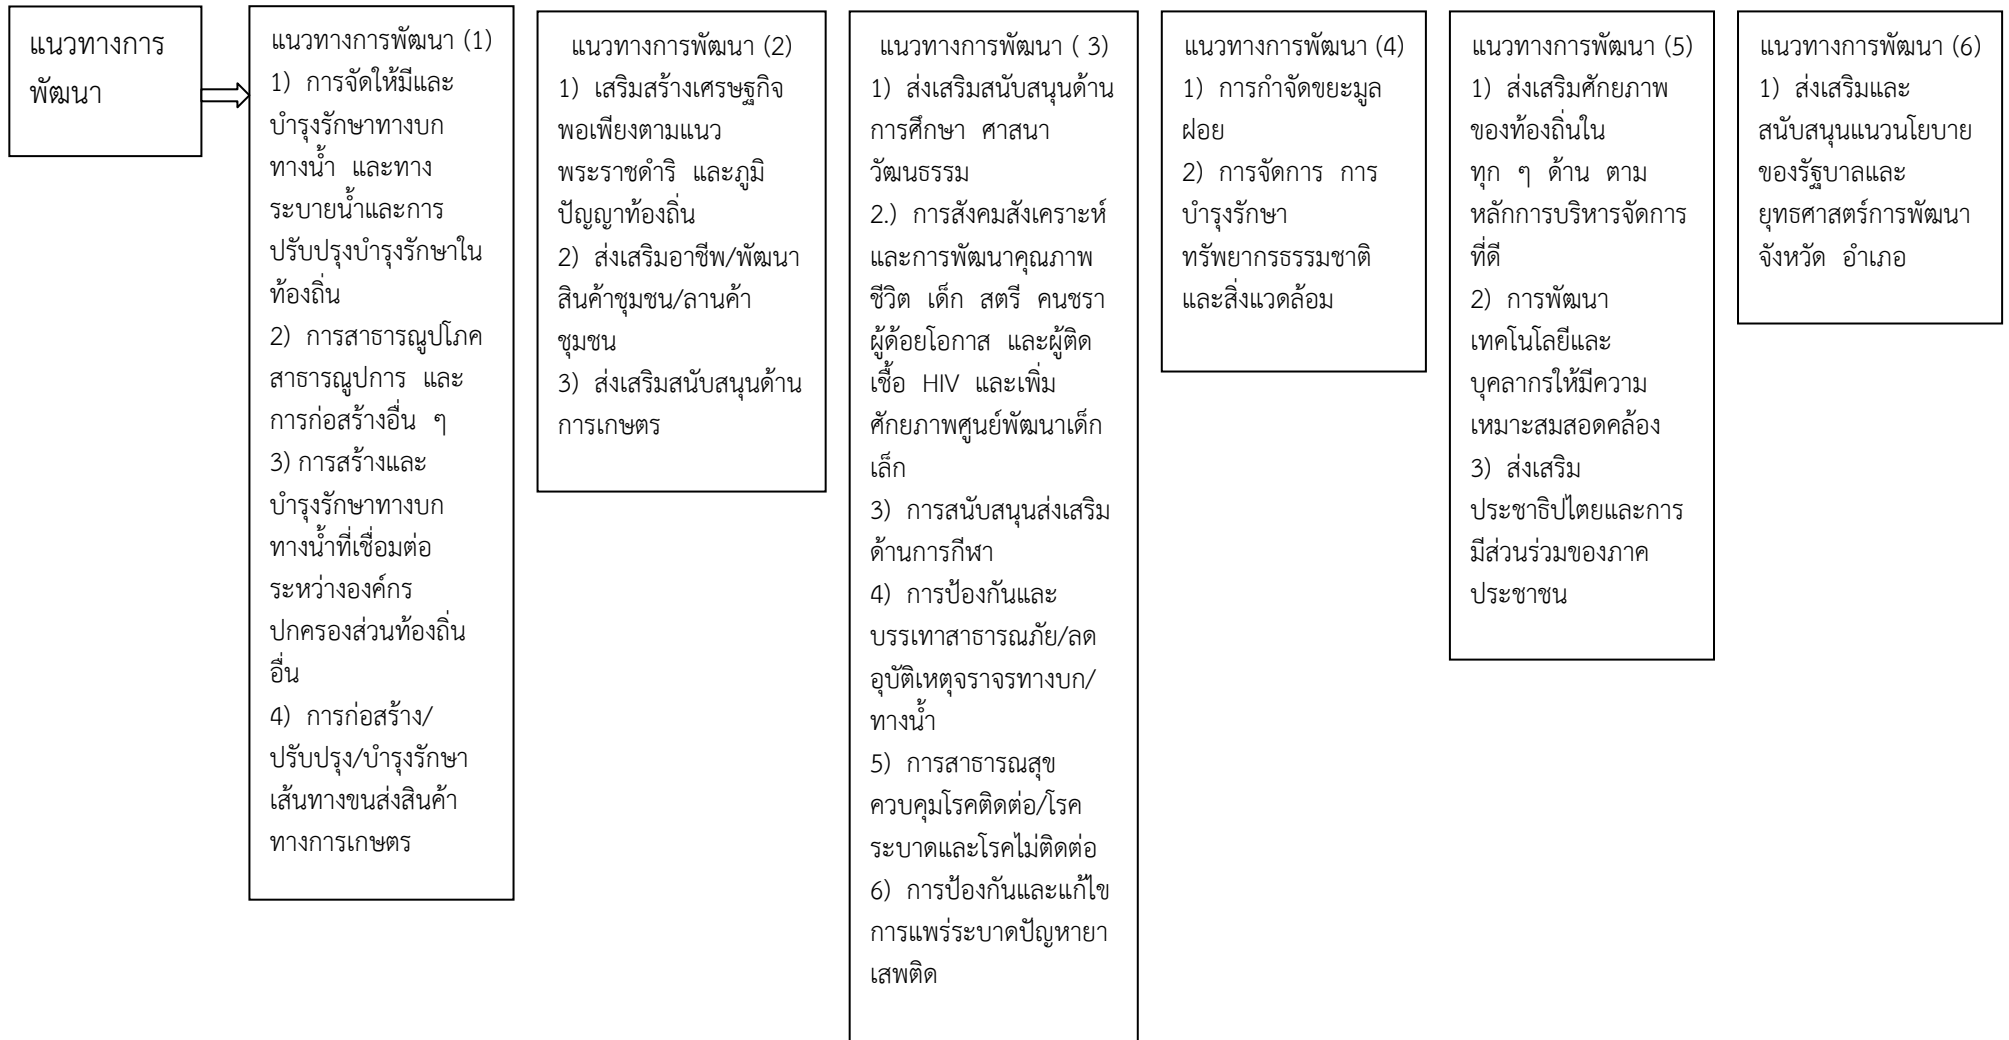 แนวทางการ
พัฒนา
แนวทางการพัฒนา (1)
1) การจัดให้มีและ
บำรุงรักษาทางบก
ทางน้ำ และทาง
ระบายน้ำและการ
ปรับปรุงบำรุงรักษาใน
ท้องถิ่น
2) การสาธารณูปโภค
สาธารณูปการ และ
การก่อสร้างอื่น ๆ
3) การสร้างและ
บำรุงรักษาทางบก
ทางน้ำที่เชื่อมต่อ
ระหว่างองค์กร
ปกครองส่วนท้องถิ่น
อื่น
4) การก่อสร้าง/
ปรับปรุง/บำรุงรักษา
เส้นทางขนส่งสินค้า
ทางการเกษตร
แนวทางการพัฒนา (2)
1) เสริมสร้างเศรษฐกิจ
พอเพียงตามแนว
พระราชดำริ และภูมิ
ปัญญาท้องถิ่น
2) ส่งเสริมอาชีพ/พัฒนา
สินค้าชุมชน/ลานค้า
ชุมชน
3) ส่งเสริมสนับสนุนด้าน
การเกษตร
แนวทางการพัฒนา ( 3)
1) ส่งเสริมสนับสนุนด้าน
การศึกษา ศาสนา
วัฒนธรรม
2.) การสังคมสังเคราะห์
และการพัฒนาคุณภาพ
ชีวิต เด็ก สตรี คนชรา
ผู้ด้อยโอกาส และผู้ติด
เชื้อ HIV และเพิ่ม
ศักยภาพศูนย์พัฒนาเด็ก
เล็ก
3) การสนับสนุนส่งเสริม
ด้านการกีฬา
4) การป้องกันและ
บรรเทาสาธารณภัย/ลด
อุบัติเหตุจราจรทางบก/
ทางน้ำ
5) การสาธารณสุข
ควบคุมโรคติดต่อ/โรค
ระบาดและโรคไม่ติดต่อ
6) การป้องกันและแก้ไข
การแพร่ระบาดปัญหายา
เสพติด
แนวทางการพัฒนา (4)
1) การกำจัดขยะมูล
ฝอย
2) การจัดการ การ
บำรุงรักษา
ทรัพยากรธรรมชาติ
และสิ่งแวดล้อม
แนวทางการพัฒนา (5)
1) ส่งเสริมศักยภาพ
ของท้องถิ่นใน
ทุก ๆ ด้าน ตาม
หลักการบริหารจัดการ
ที่ดี
2) การพัฒนา
เทคโนโลยีและ
บุคลากรให้มีความ
เหมาะสมสอดคล้อง
3) ส่งเสริม
ประชาธิปไตยและการ
มีส่วนร่วมของภาค
ประชาชน
แนวทางการพัฒนา (6)
1) ส่งเสริมและ
สนับสนุนแนวนโยบาย
ของรัฐบาลและ
ยุทธศาสตร์การพัฒนา
จังหวัด อำเภอ